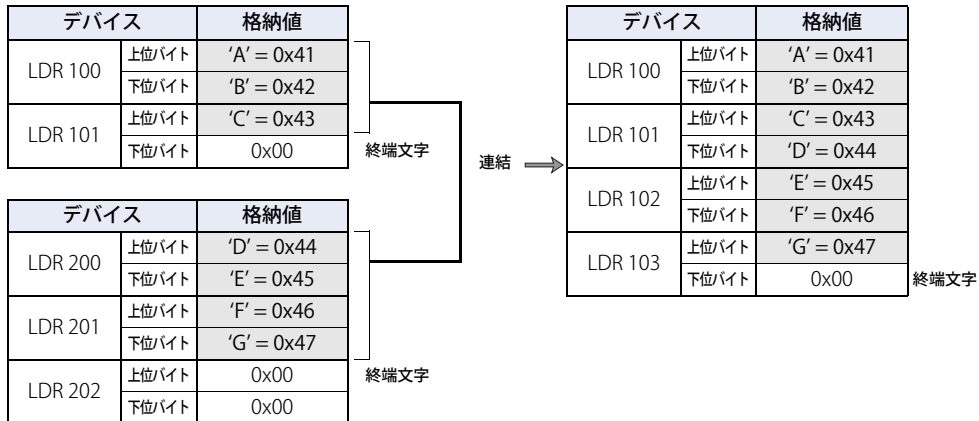 デバイス 格納値
LDR 100 上位バイト ‘A’ = 0x41
下位バイト ‘B’ = 0x42
LDR 101 上位バイト ‘C’ = 0x43
下位バイト 0x00 終端文字
デバイス 格納値
LDR 200 上位バイト ‘D’ = 0x44
下位バイト ‘E’ = 0x45
LDR 201 上位バイト ‘F’ = 0x46
下位バイト ‘G’ = 0x47
LDR 202 上位バイト 0x00 終端文字
下位バイト 0x00
連結
デバイス 格納値
LDR 100 上位バイト ‘A’ = 0x41
下位バイト ‘B’ = 0x42
LDR 101 上位バイト ‘C’ = 0x43
下位バイト ‘D’ = 0x44
LDR 102 上位バイト ‘E’ = 0x45
下位バイト ‘F’ = 0x46
LDR 103 上位バイト ‘G’ = 0x47
下位バイト 0x00 終端文字